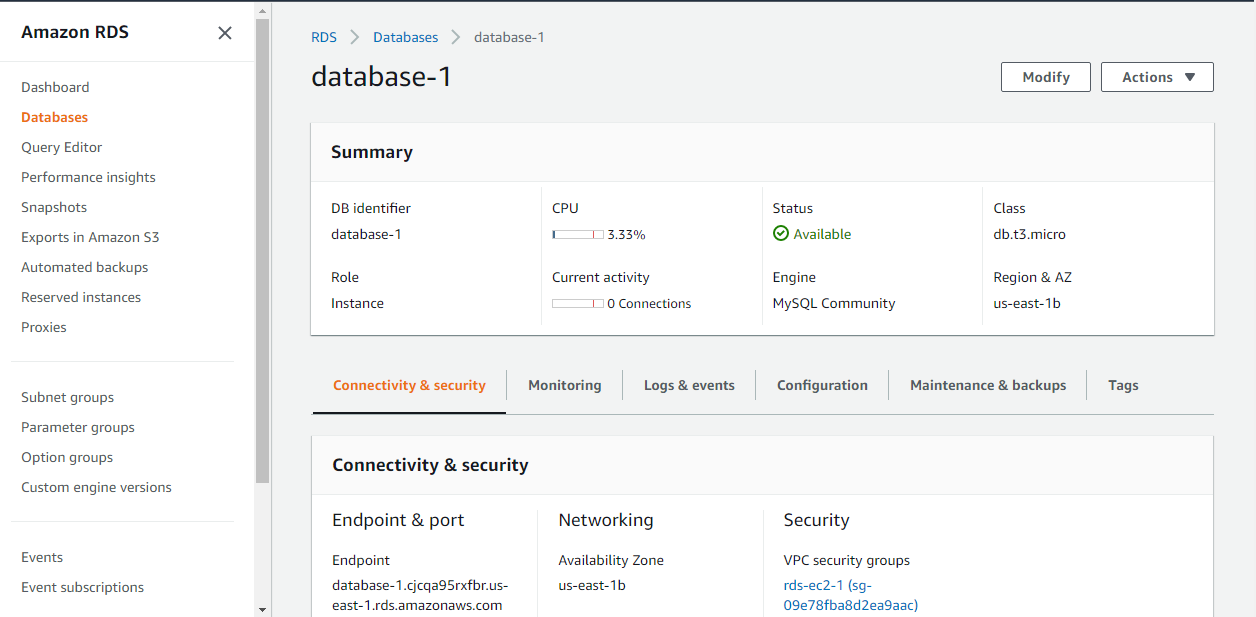 Amazon RDS
Dashboard
Databases
Query Editor
Performance insights
Snapshots
Exports in Amazon S3
Automated backups
Reserved instances
Proxies
Subnet groups
Parameter groups
Option groups
Custom engine versions
Events
Event subscriptions
RDS
Databases
database-1
database-1
Modify
Actions
Summary
DB identifier
database-1
CPU
3.33%
Status
Available
Class
db.t3.micro
Role
Instance
Current activity
0 Connections
Engine
MySQL Community
Region & AZ
us-east-1b
Connectivity & security
Monitoring
Logs & events
Configuration
Maintenance & backups
Tags
Connectivity & security
Endpoint & port
Endpoint
database-1.cjcqa95rxfbr.us-
east-1.rds.amazonaws.com
Networking
Availability Zone
us-east-1b
Security
VPC security groups
rds-ec2-1 (sg-
09e78fba8d2ea9aac)